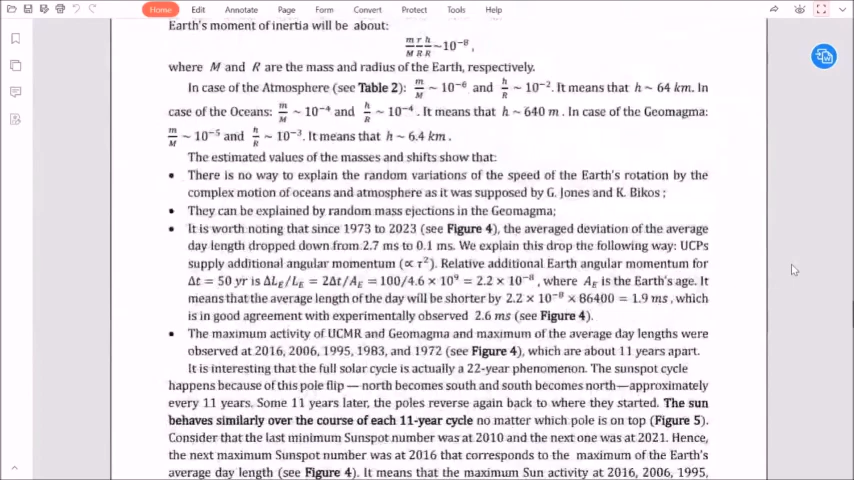 Home Edit Annotate Page Form Convert Protect Tools Help
Earth's moment of inertia will be about:
m/M r/R h/R ~10⁻⁸,
where M and R are the mass and radius of the Earth, respectively.
In case of the Atmosphere (see Table 2): m/M ~ 10⁻⁶ and h/R ~ 10⁻². It means that h ~ 64 km. In
case of the Oceans: m/M ~ 10⁻⁴ and h/R ~ 10⁻⁴. It means that h ~ 640 m . In case of the Geomagma:
m/M ~ 10⁻⁵ and h/R ~ 10⁻³. It means that h ~ 6.4 km .
The estimated values of the masses and shifts show that:
• There is no way to explain the random variations of the speed of the Earth's rotation by the
complex motion of oceans and atmosphere as it was supposed by G. Jones and K. Bikos ;
• They can be explained by random mass ejections in the Geomagma;
• It is worth noting that since 1973 to 2023 (see Figure 4), the averaged deviation of the average
day length dropped down from 2.7 ms to 0.1 ms. We explain this drop the following way: UCPs
supply additional angular momentum (∝ τ²). Relative additional Earth angular momentum for
Δt = 50 yr is ΔL_E/L_E = 2Δt/A_E = 100/4.6 × 10⁹ = 2.2 × 10⁻⁸, where A_E is the Earth's age. It
means that the average length of the day will be shorter by 2.2 × 10⁻⁸ × 86400 = 1.9 ms, which
is in good agreement with experimentally observed 2.6 ms (see Figure 4).
• The maximum activity of UCMR and Geomagma and maximum of the average day lengths were
observed at 2016, 2006, 1995, 1983, and 1972 (see Figure 4), which are about 11 years apart.
It is interesting that the full solar cycle is actually a 22-year phenomenon. The sunspot cycle
happens because of this pole flip — north becomes south and south becomes north—approximately
every 11 years. Some 11 years later, the poles reverse again back to where they started. The sun
behaves similarly over the course of each 11-year cycle no matter which pole is on top (Figure 5).
Consider that the last minimum Sunspot number was at 2010 and the next one was at 2021. Hence,
the next maximum Sunspot number was at 2016 that corresponds to the maximum of the Earth's
average day length (see Figure 4). It means that the maximum Sun activity at 2016, 2006, 1995,